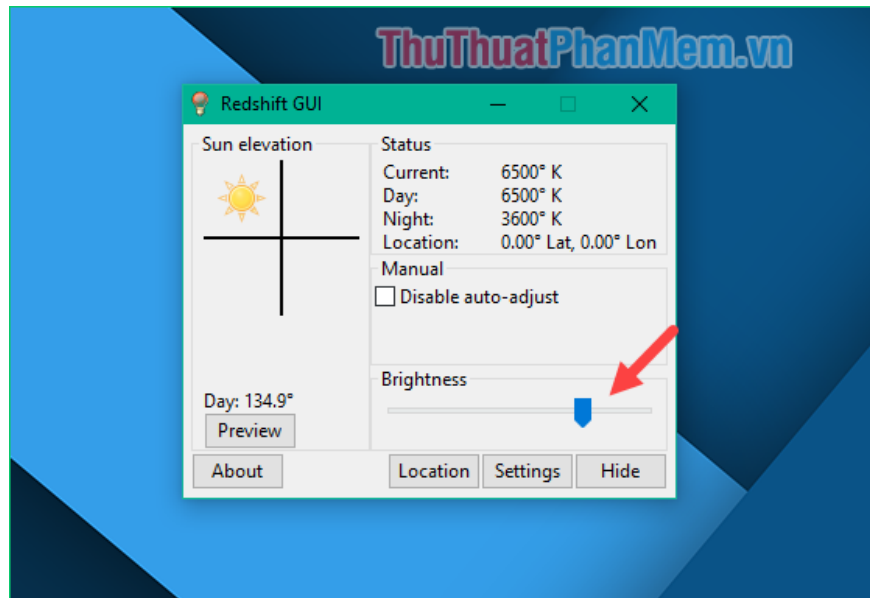 ThuThuatPhanMem.vn
Redshift GUI
Sun elevation
Day: 134.9°
Preview
Status
Current: 6500° K
Day: 6500° K
Night: 3600° K
Location: 0.00° Lat, 0.00° Lon
Manual
Disable auto-adjust
Brightness
About
Location
Settings
Hide